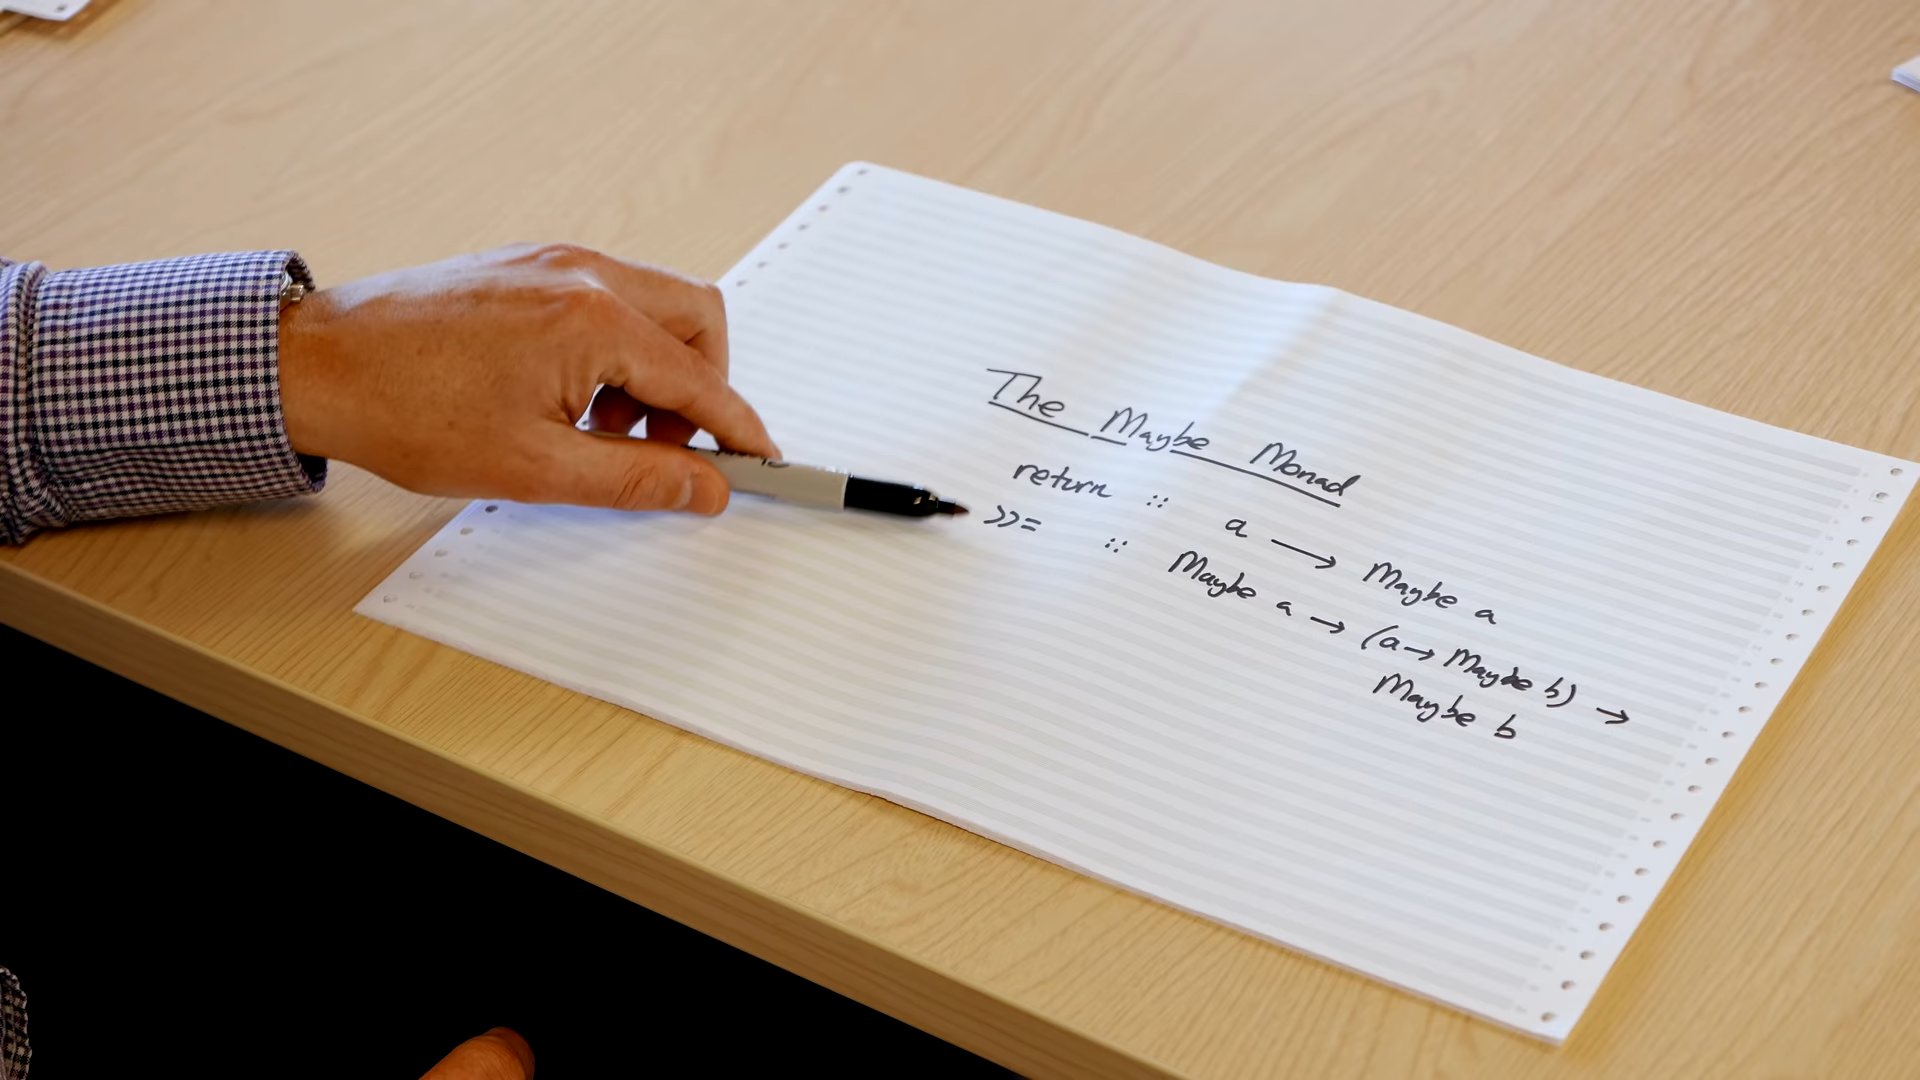 The Maybe Monad
return :: a → Maybe a
>>= :: Maybe a → (a → Maybe b) →
Maybe b